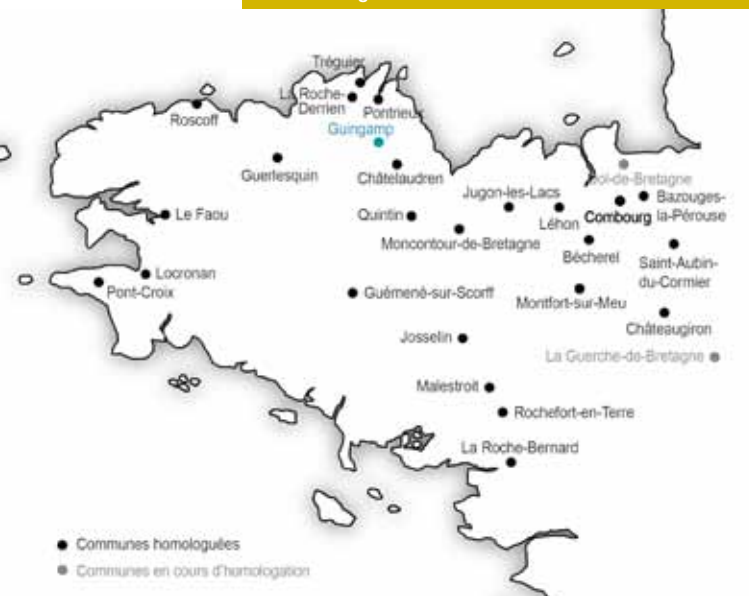 Tréguier
La Roche-
Derrien
Pontrieux
Roscoff
Guingamp
Guerlesquin
Châtelaudren
Sol-de-Bretagne
Jugon-les-Lacs
Bazouges-
la-Pérouse
Le Faou
Quintin
Léhon
Combourg
Moncontour-de-Bretagne
Bécherel
Saint-Aubin-
du-Cormier
Locronan
Pont-Croix
Guémené-sur-Scorff
Montfort-sur-Meu
Châteaugiron
Josselin
La Guerche-de-Bretagne
Malestroit
Rochefort-en-Terre
La Roche-Bernard
Communes homologuées
Communes en cours d'homologation